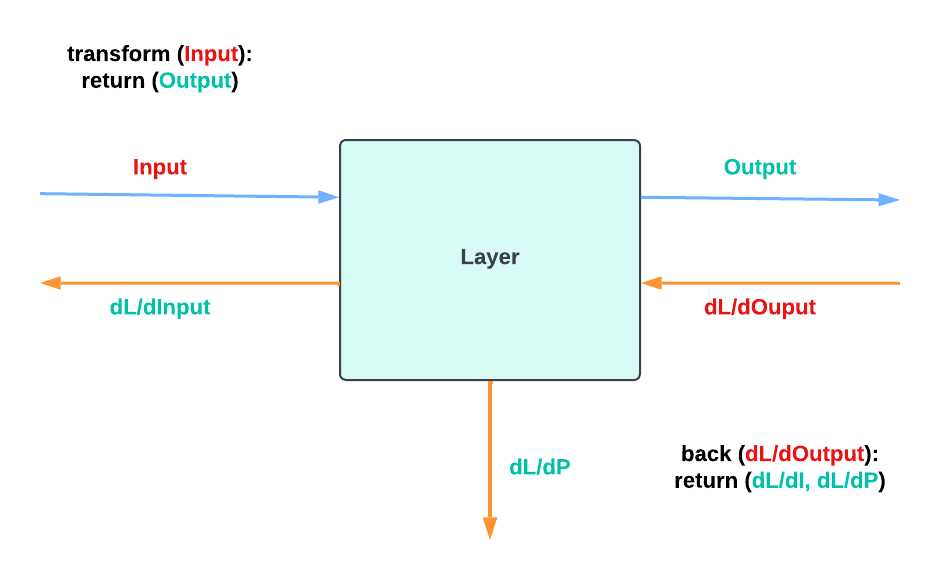 transform (Input):
return (Output)
Input
Output
Layer
dL/dInput
dL/dOuput
dL/dP
back (dL/dOutput):
return (dL/dI, dL/dP)